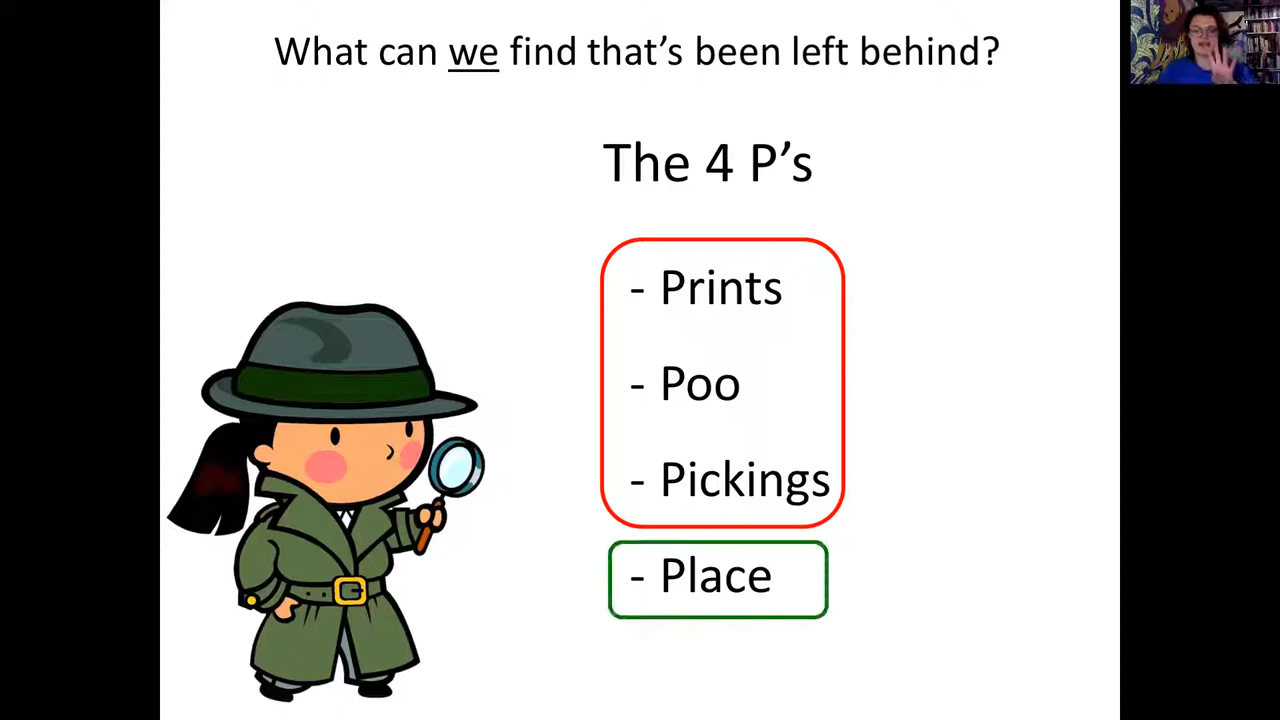 What can we find that's been left behind?
The 4 P's
- Prints
- Poo
- Pickings
- Place